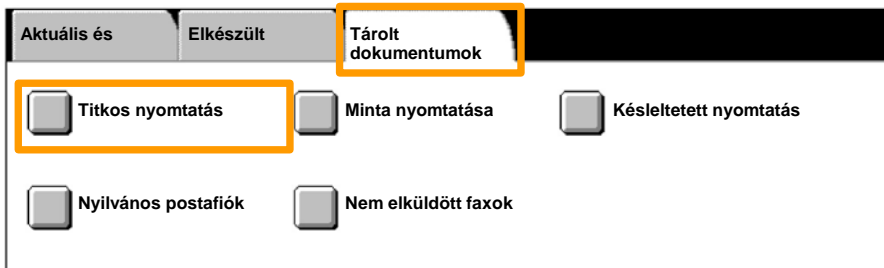 Aktuális és
Elkészült
Tárolt
dokumentumok
Titkos nyomtatás
Minta nyomtatása
Késleltetett nyomtatás
Nyilvános postafiók
Nem elküldött faxok